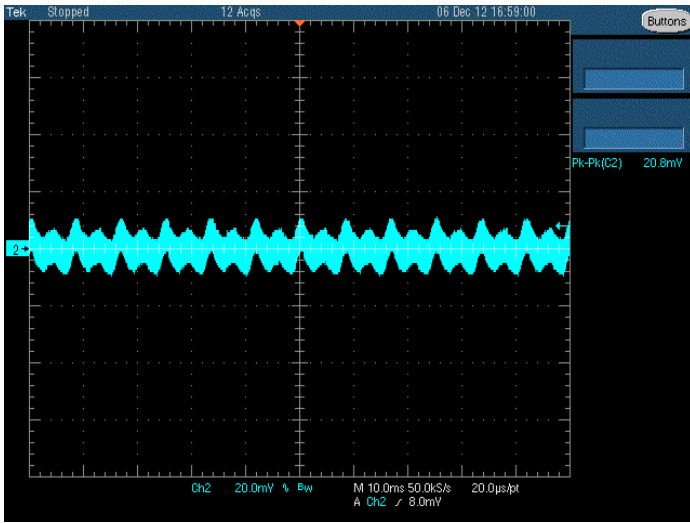 Tek Stopped 12 Acqs 06 Dec 12 16:59:00
Buttons
Pk-Pk(C2) 20.8mV
2
Ch2 20.0mV Bw M 10.0ms 50.0kS/s 20.0µs/pt
A Ch2 8.0mV